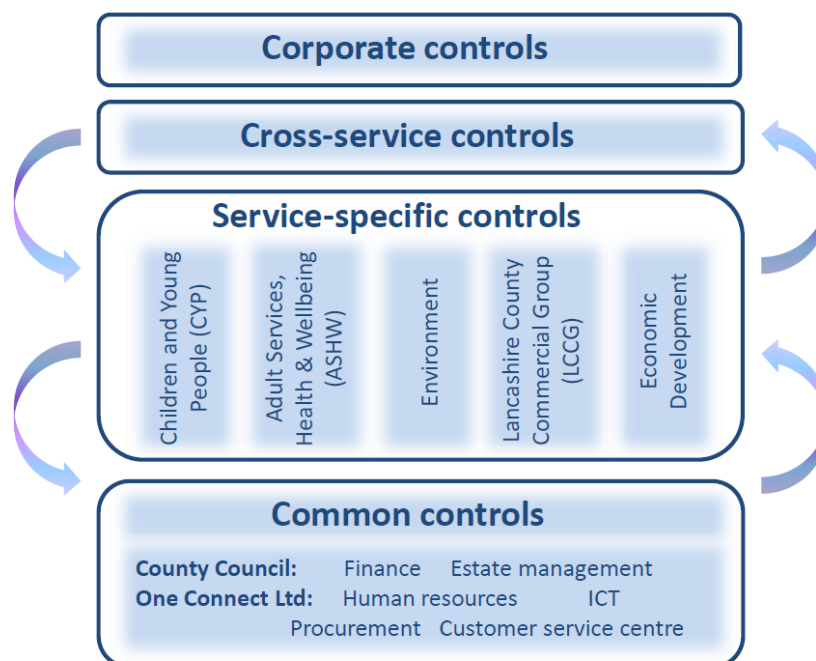 Corporate controls
Cross-service controls
Service-specific controls
Children and Young
People (CYP)
Adult Services,
Health & Wellbeing
(ASHW)
Environment
Lancashire County
Commercial Group
(LCCG)
Economic
Development
Common controls
County Council: Finance Estate management
One Connect Ltd: Human resources ICT
Procurement Customer service centre